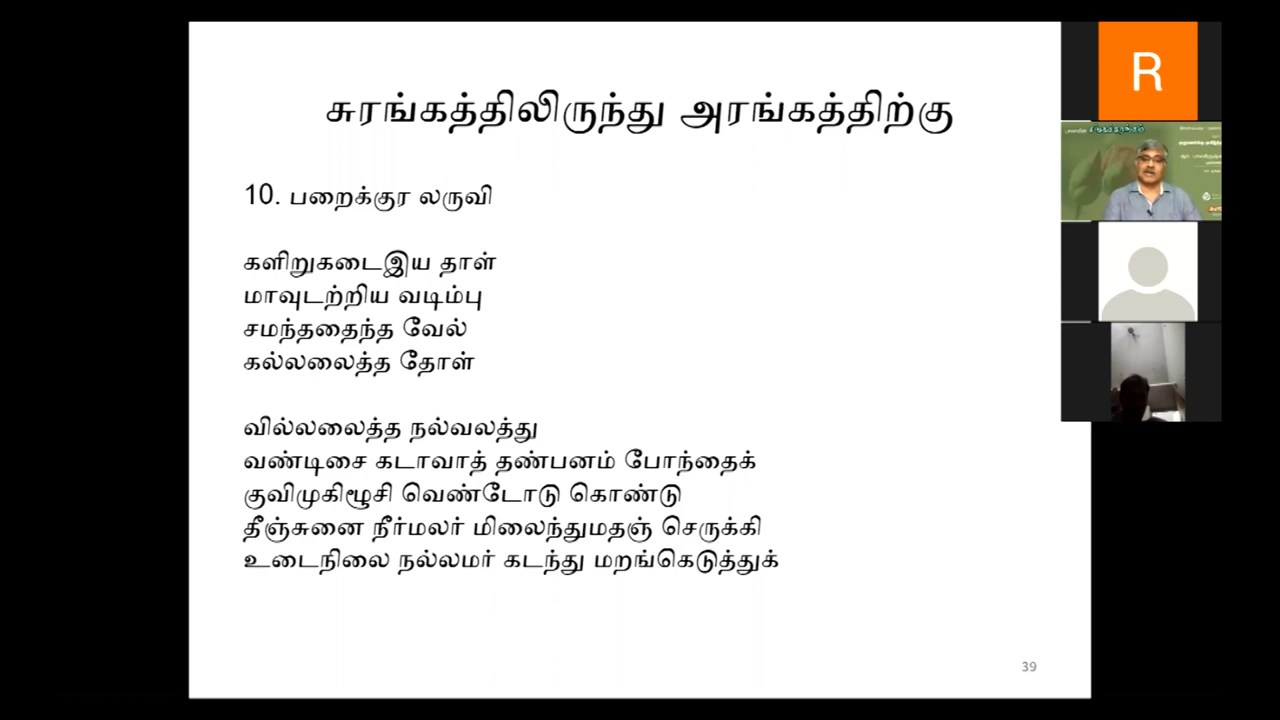 சுரங்கத்திலிருந்து அரங்கத்திற்கு
10. பறைக்குர லருவி
களிறுகடைஇய தாள்
மாவுடற்றிய வடிம்பு
சமந்ததைந்த வேல்
கல்லலைத்த தோள்
வில்லலைத்த நல்வலத்து
வண்டிசை கடாவாத் தண்பனம் போந்தைக்
குவிமுகிழூசி வெண்டோடு கொண்டு
தீஞ்சுனை நீர்மலர் மிலைந்துமதஞ் செருக்கி
உடைநிலை நல்லமர் கடந்து மறங்கெடுத்துக்
39
R